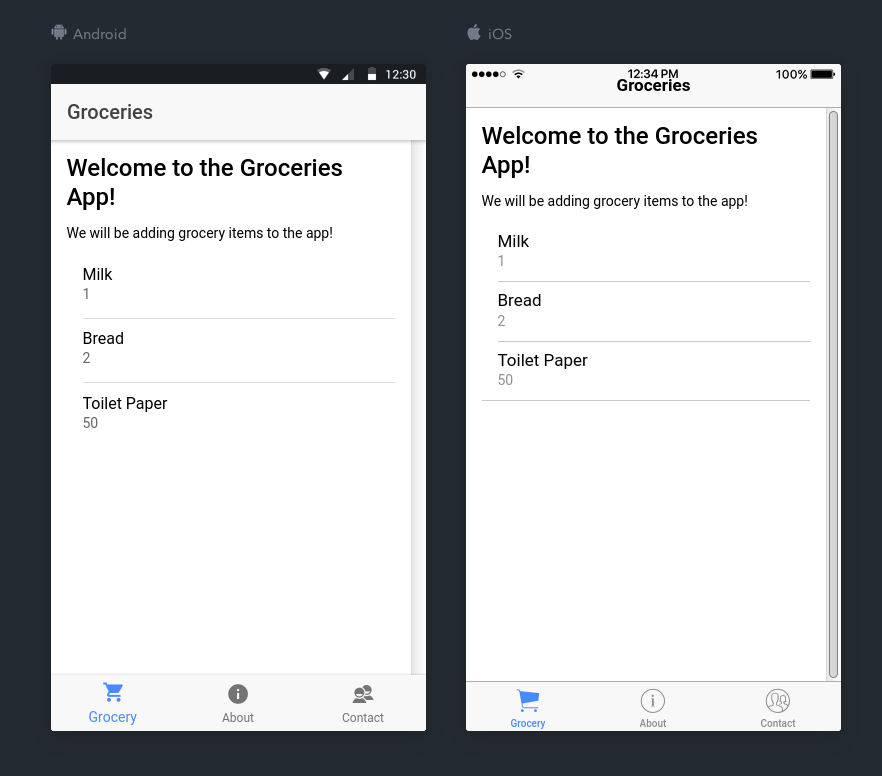 Android
12:30
Groceries
Welcome to the Groceries
App!
We will be adding grocery items to the app!
Milk
1
Bread
2
Toilet Paper
50
Grocery
About
Contact
iOS
12:34 PM
100%
Groceries
Welcome to the Groceries
App!
We will be adding grocery items to the app!
Milk
1
Bread
2
Toilet Paper
50
Grocery
About
Contact